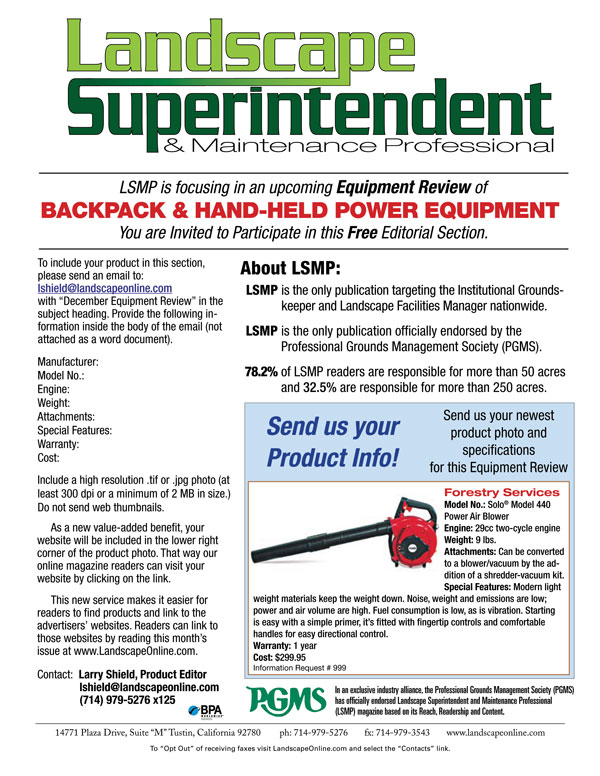 Landscape
Superintendent
& Maintenance Professional
LSMP is focusing in an upcoming Equipment Review of
BACKPACK & HAND-HELD POWER EQUIPMENT
You are Invited to Participate in this Free Editorial Section.
To include your product in this section,
please send an email to:
lshield@landscapeonline.com
with “December Equipment Review” in the
subject heading. Provide the following in-
formation inside the body of the email (not
attached as a word document).
Manufacturer:
Model No.:
Engine:
Weight:
Attachments:
Special Features:
Warranty:
Cost:
Include a high resolution .tif or .jpg photo (at
least 300 dpi or a minimum of 2 MB in size.)
Do not send web thumbnails.
As a new value-added benefit, your
website will be included in the lower right
corner of the product photo. That way our
online magazine readers can visit your
website by clicking on the link.
This new service makes it easier for
readers to find products and link to the
advertisers’ websites. Readers can link to
those websites by reading this month’s
issue at www.LandscapeOnline.com.
Contact: Larry Shield, Product Editor
lshield@landscapeonline.com
(714) 979-5276 x125
BPA
WORLDWIDE
About LSMP:
LSMP is the only publication targeting the Institutional Grounds-
keeper and Landscape Facilities Manager nationwide.
LSMP is the only publication officially endorsed by the
Professional Grounds Management Society (PGMS).
78.2% of LSMP readers are responsible for more than 50 acres
and 32.5% are responsible for more than 250 acres.
Send us your
Product Info!
Send us your newest
product photo and
specifications
for this Equipment Review
Forestry Services
Model No.: Solo® Model 440
Power Air Blower
Engine: 29cc two-cycle engine
Weight: 9 lbs.
Attachments: Can be converted
to a blower/vacuum by the ad-
dition of a shredder-vacuum kit.
Special Features: Modern light
weight materials keep the weight down. Noise, weight and emissions are low;
power and air volume are high. Fuel consumption is low, as is vibration. Starting
is easy with a simple primer, it’s fitted with fingertip controls and comfortable
handles for easy directional control.
Warranty: 1 year
Cost: $299.95
Information Request # 999
PGMS
In an exclusive industry alliance, the Professional Grounds Management Society (PGMS)
has officially endorsed Landscape Superintendent and Maintenance Professional
(LSMP) magazine based on its Reach, Readership and Content.
14771 Plaza Drive, Suite “M” Tustin, California 92780 ph: 714-979-5276 fx: 714-979-3543 www.landscapeonline.com
To “Opt Out” of receiving faxes visit LandscapeOnline.com and select the “Contacts” link.